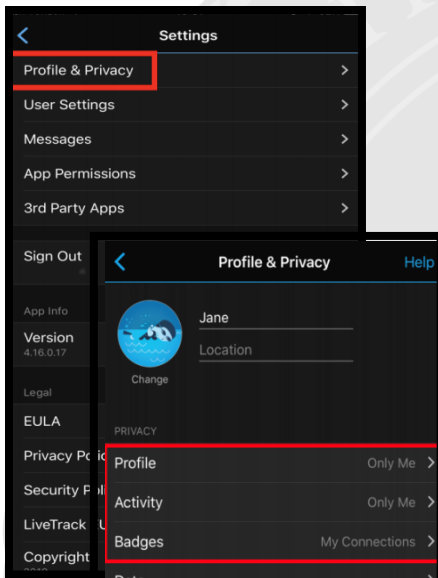 Settings
Profile & Privacy
User Settings
Messages
App Permissions
3rd Party Apps
Sign Out
App Info
Version
4.16.0.17
Legal
EULA
Privacy
Security
LiveTrack
Copyright
Profile & Privacy Help
Jane
Location
Change
PRIVACY
Profile Only Me
Activity Only Me
Badges My Connections